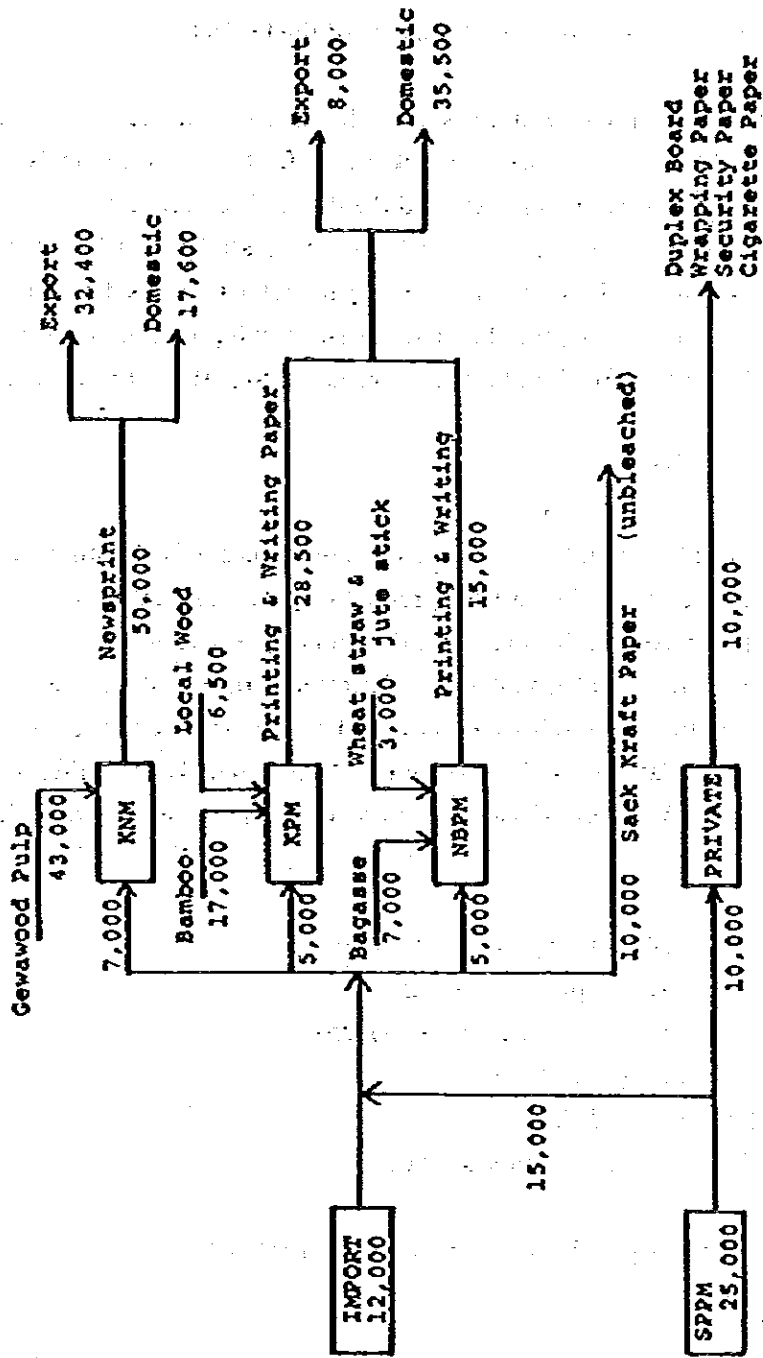 Gewawood Pulp
43,000
KNM
7,000
Newsprint
50,000
Export
32,400
Domestic
17,600
Bamboo
17,000
Local Wood
6,500
KPM
5,000
Printing & Writing Paper
28,500
Bagasse
7,000
Wheat straw &
3,000 jute stick
NBPM
5,000
Printing & Writing
15,000
Export
8,000
Domestic
35,500
10,000 Sack Kraft Paper (unbleached)
IMPORT
12,000
15,000
SPPM
25,000
10,000
PRIVATE
10,000
Duplex Board
Wrapping Paper
Security Paper
Cigarette Paper